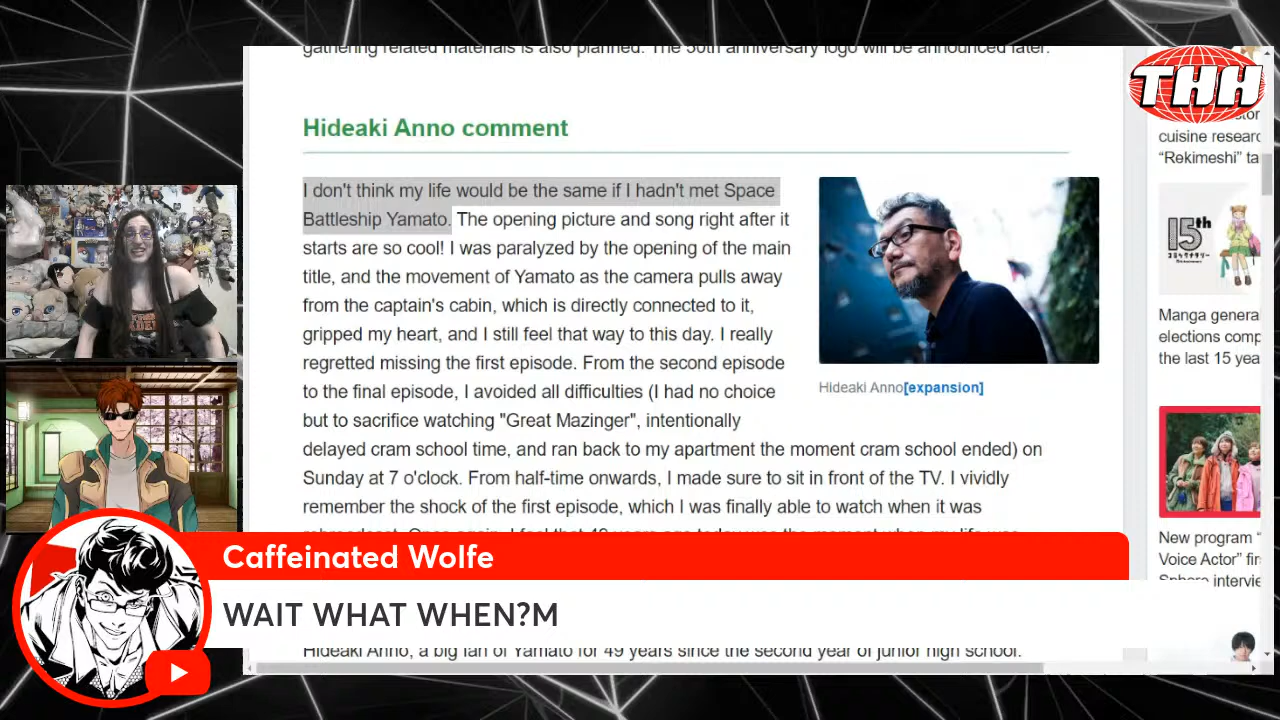 gathering related materials is also planned. The 50th anniversary logo will be announced later.
THH
Hideaki Anno comment
I don't think my life would be the same if I hadn't met Space
Battleship Yamato. The opening picture and song right after it
starts are so cool! I was paralyzed by the opening of the main
title, and the movement of Yamato as the camera pulls away
from the captain's cabin, which is directly connected to it,
gripped my heart, and I still feel that way to this day. I really
regretted missing the first episode. From the second episode
to the final episode, I avoided all difficulties (I had no choice
but to sacrifice watching "Great Mazinger", intentionally
delayed cram school time, and ran back to my apartment the moment cram school ended) on
Sunday at 7 o'clock. From half-time onwards, I made sure to sit in front of the TV. I vividly
remember the shock of the first episode, which I was finally able to watch when it was
Hideaki Anno[expansion]
cuisine researc
“Rekimeshi” ta
15th
Manga genera
elections comp
the last 15 yea
New program “
Voice Actor” fir
Sphere intervie
Caffeinated Wolfe
WAIT WHAT WHEN?M
Hideaki Anno, a big fan of Yamato for 49 years since the second year of junior high school.